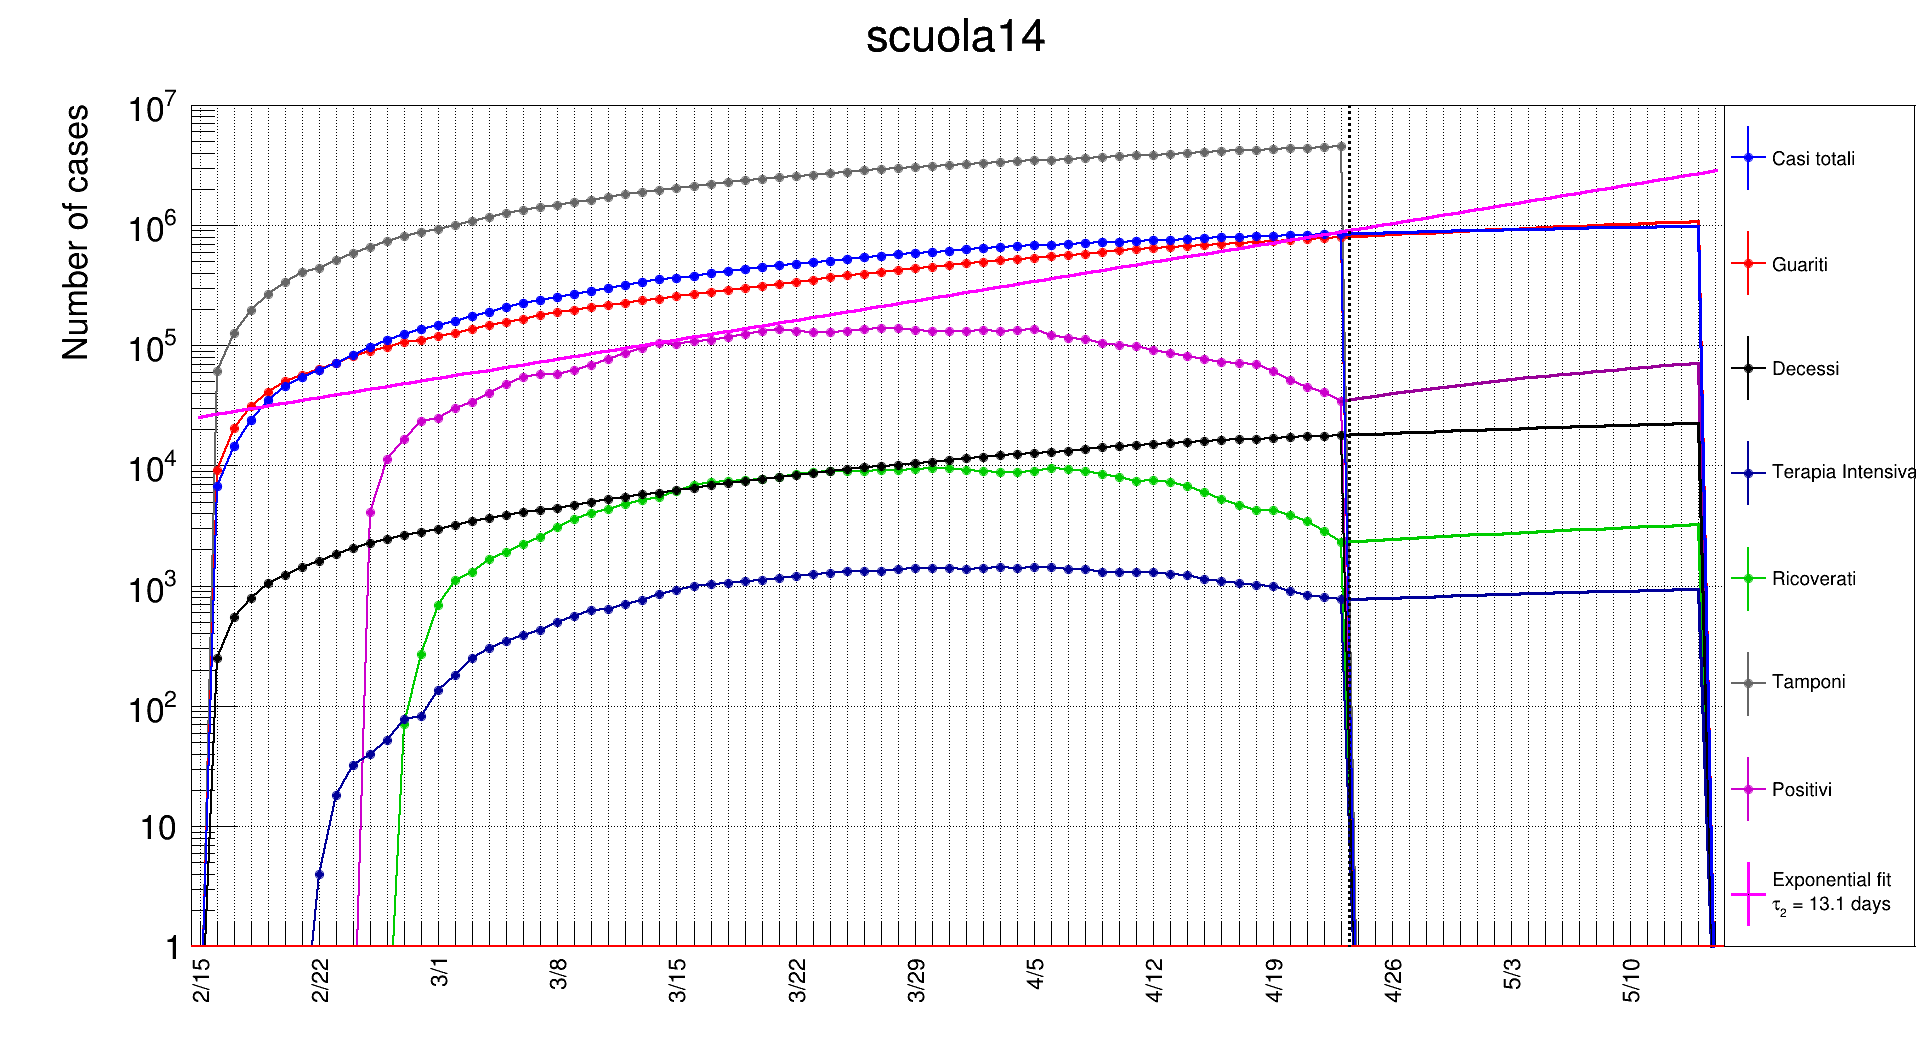 scuola14
Number of cases
10^7
10^6
10^5
10^4
10^3
10^2
10
1
2/15
2/22
3/1
3/8
3/15
3/22
3/29
4/5
4/12
4/19
4/26
5/3
5/10
Casi totali
Guariti
Decessi
Terapia Intensiva
Ricoverati
Tamponi
Positivi
Exponential fit
τ_2 = 13.1 days